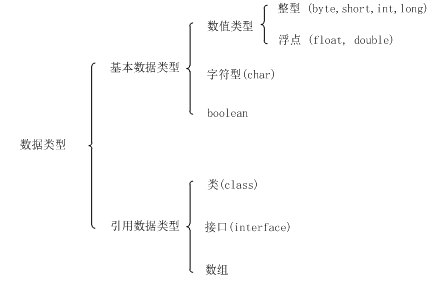 整型 (byte,short,int,long)
数值类型
浮点 (float, double)
基本数据类型
字符型(char)
boolean
数据类型
类(class)
引用数据类型
接口(interface)
数组